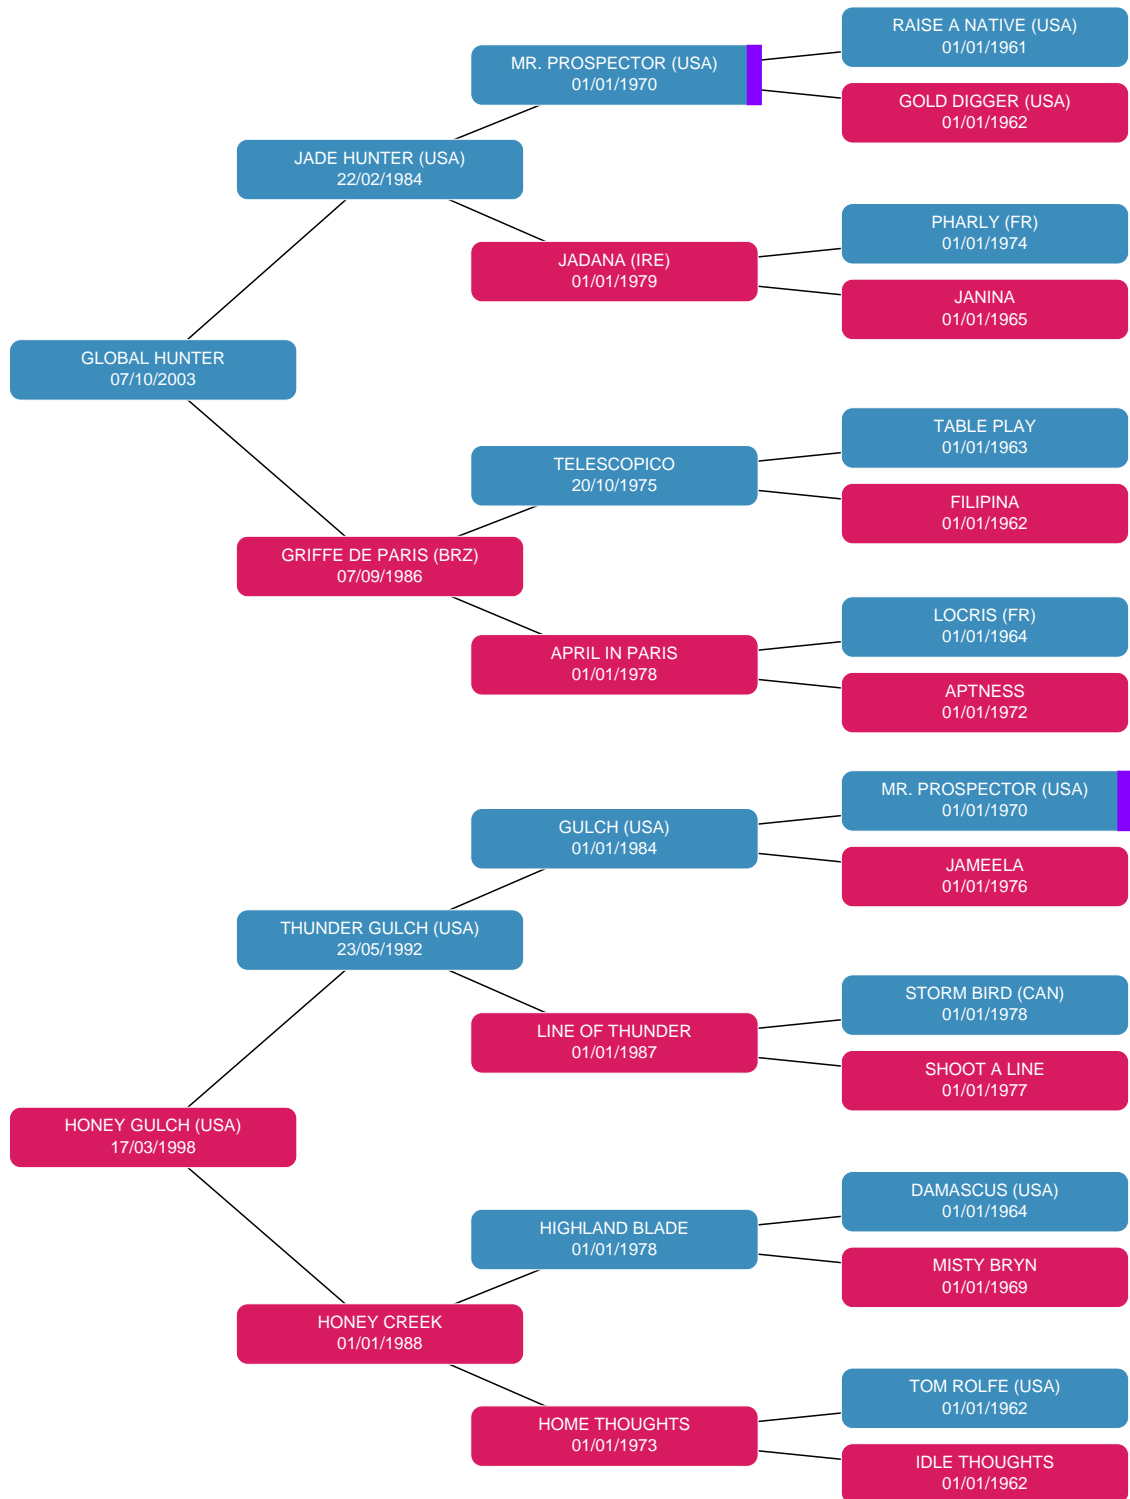 RAISE A NATIVE (USA)
01/01/1961
MR. PROSPECTOR (USA)
01/01/1970
GOLD DIGGER (USA)
01/01/1962
JADE HUNTER (USA)
22/02/1984
PHARLY (FR)
01/01/1974
JADANA (IRE)
01/01/1979
JANINA
01/01/1965
GLOBAL HUNTER
07/10/2003
TABLE PLAY
01/01/1963
TELESCOPICO
20/10/1975
FILIPINA
01/01/1962
GRIFFE DE PARIS (BRZ)
07/09/1986
LOCRIS (FR)
01/01/1964
APRIL IN PARIS
01/01/1978
APTNESS
01/01/1972
MR. PROSPECTOR (USA)
01/01/1970
GULCH (USA)
01/01/1984
JAMEELA
01/01/1976
THUNDER GULCH (USA)
23/05/1992
STORM BIRD (CAN)
01/01/1978
LINE OF THUNDER
01/01/1987
SHOOT A LINE
01/01/1977
HONEY GULCH (USA)
17/03/1998
DAMASCUS (USA)
01/01/1964
HIGHLAND BLADE
01/01/1978
MISTY BRYN
01/01/1969
HONEY CREEK
01/01/1988
TOM ROLFE (USA)
01/01/1962
HOME THOUGHTS
01/01/1973
IDLE THOUGHTS
01/01/1962